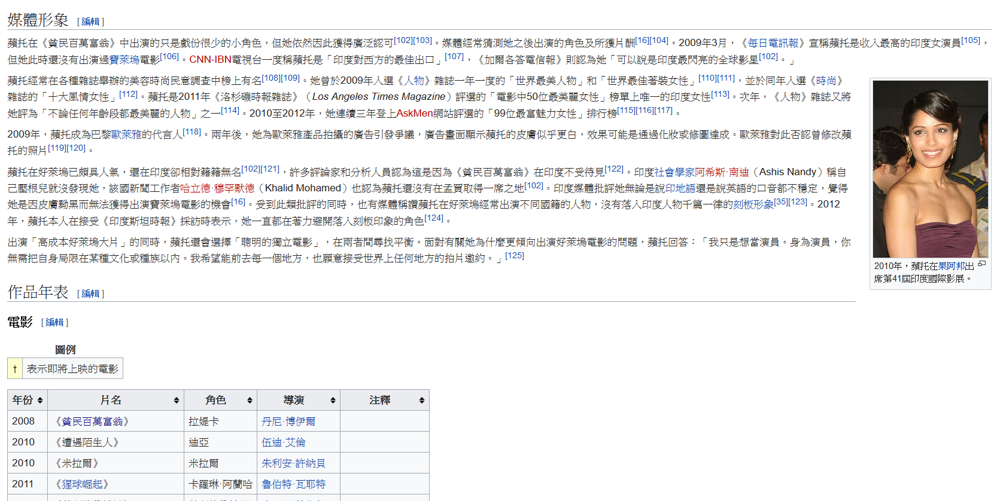 媒體形象 [編輯]
蘋托在《貧民百萬富翁》中出演的只是戲份很少的小角色，但她依然因此獲得廣泛認可[102][103]。媒體經常猜測她之後出演的角色及所獲片酬[16][104]。2009年3月，《每日電訊報》宣稱蘋托是收入最高的印度女演員[105]，
但她此時還沒有出演過寶萊塢電影[106]。CNN-IBN電視台一度稱蘋托是「印度對西方的最佳出口」[107]，《加爾各答電信報》則認為她「可以說是印度最閃亮的全球影星[102]。」
蘋托經常在各種雜誌舉辦的美容時尚民意調查中榜上有名[108][109]。她曾於2009年入選《人物》雜誌一年一度的「世界最美人物」和「世界最佳著裝女性」[110][111]，並於同年入選《時尚》
雜誌的「十大風情女性」[112]。蘋托是2011年《洛杉磯時報雜誌》（Los Angeles Times Magazine）評選的「電影中50位最美麗女性」榜單上唯一的印度女性[113]。次年，《人物》雜誌又將
她評為「不論任何年齡段都最美麗的人物」之一[114]。2010至2012年，她連續三年登上AskMen網站評選的「99位最富魅力女性」排行榜[115][116][117]。
2009年，蘋托成為巴黎歐萊雅的代言人[118]。兩年後，她為歐萊雅產品拍攝的廣告引發爭議，廣告畫面顯示蘋托的皮膚似乎更白，效果可能是通過化妝或修圖達成。歐萊雅對此否認曾修改蘋
托的照片[119][120]。
蘋托在好萊塢已頗具人氣，還在印度卻相對籍籍無名[102][121]，許多評論家和分析人員認為這是因為《貧民百萬富翁》在印度不受待見[122]。印度社會學家阿希斯·南迪（Ashis Nandy）稱自
己壓根兒就沒發現她，該國新聞工作者哈立德·穆罕默德（Khalid Mohamed）也認為蘋托還沒有在孟買取得一席之地[102]。印度媒體批評她無論是說印地語還是說英語的口音都不穩定，覺得
她是因皮膚黝黑而無法獲得出演寶萊塢電影的機會[16]。受到此類批評的同時，也有媒體稱讚蘋托在好萊塢經常出演不同國籍的人物，沒有落入印度人物千篇一律的刻板形象[35][123]。2012
年，蘋托本人在接受《印度斯坦時報》採訪時表示，她一直都在著力避開落入刻板印象的角色[124]。
出演「高成本好萊塢大片」的同時，蘋托還會選擇「聰明的獨立電影」，在兩者間尋找平衡。面對有關她為什麼更傾向出演好萊塢電影的問題，蘋托回答：「我只是想當演員。身為演員，你
無需把自身局限在某種文化或種族以內。我希望能前去每一個地方，也願意接受世界上任何地方的拍片邀約。」[125]
2010年，蘋托在果阿邦出
席第41屆印度國際影展。
作品年表 [編輯]
電影 [編輯]
圖例
† 表示即將上映的電影
年份 片名 角色 導演 注釋
2008 《貧民百萬富翁》 拉媞卡 丹尼·博伊爾
2010 《遭遇陌生人》 迪亞 伍迪·艾倫
2010 《米拉爾》 米拉爾 朱利安·許納貝
2011 《猩球崛起》 卡羅琳·阿蘭哈 魯伯特·瓦耶特